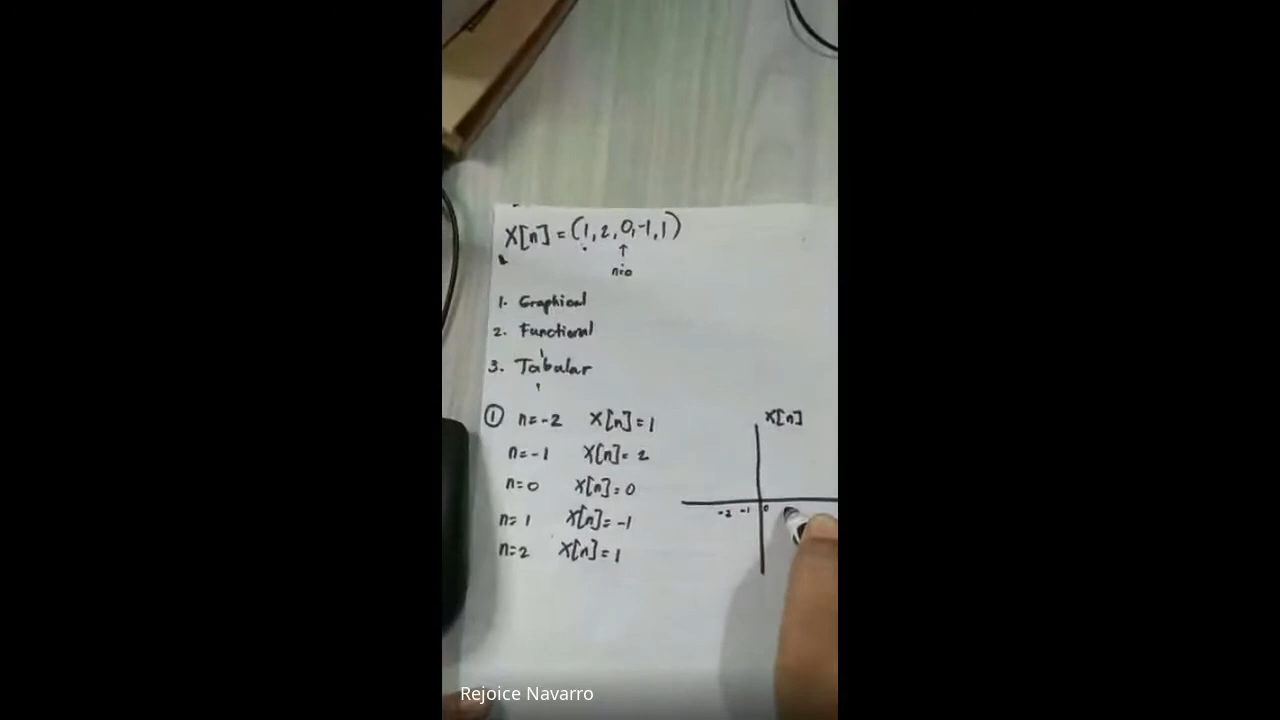 X[n] = (1, 2, 0, -1, 1)
↑
n=0
1. Graphical
2. Functional
3. Tabular
① n = -2 X[n] = 1
n = -1 X[n] = 2
n = 0 X[n] = 0
n = 1 X[n] = -1
n = 2 X[n] = 1
X[n]
-2 -1 0
Rejoice Navarro